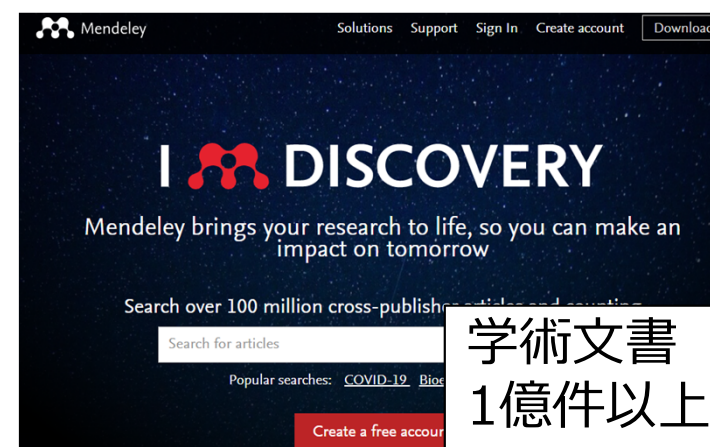 Mendeley Solutions Support Sign In Create account Download
I DISCOVERY
Mendeley brings your research to life, so you can make an
impact on tomorrow
Search over 100 million cross-publisher articles and counting
Search for articles
Popular searches: COVID-19
Create a free account
学術文書
1億件以上